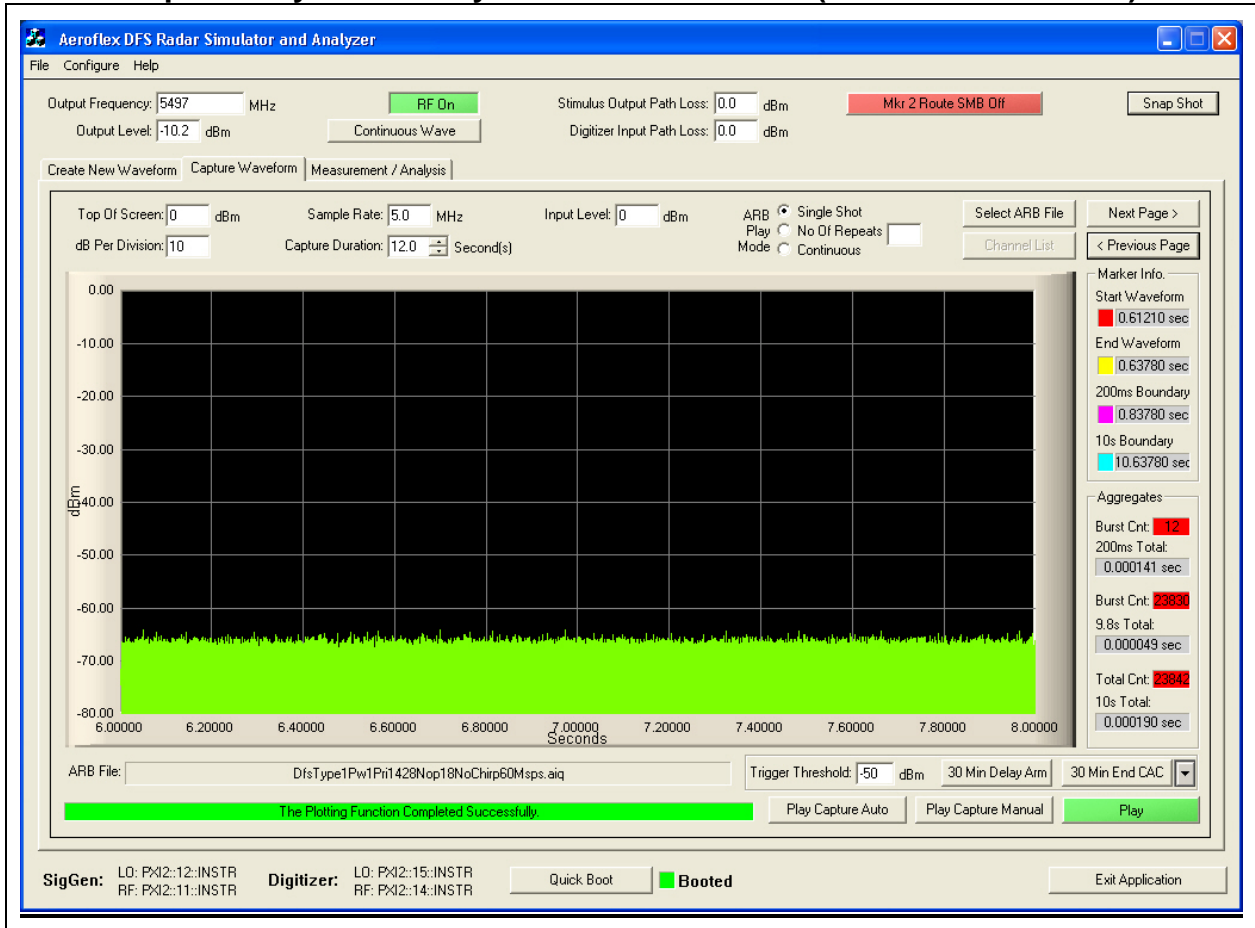 Aeroflex DFS Radar Simulator and Analyzer
File Configure Help
Output Frequency: 5497 MHz
RF On
Stimulus Output Path Loss: 0.0 dBm
Mkr 2 Route SMB Off
Snap Shot
Output Level: -10.2 dBm
Continuous Wave
Digitizer Input Path Loss: 0.0 dBm
Create New Waveform
Capture Waveform
Measurement / Analysis
Top Of Screen: 0 dBm
Sample Rate: 5.0 MHz
Input Level: 0 dBm
ARB Play Mode
Single Shot
No Of Repeats
Continuous
Select ARB File
Next Page >
dB Per Division: 10
Capture Duration: 12.0 Second(s)
Channel List
< Previous Page
0.00
-10.00
-20.00
-30.00
-40.00
-50.00
-60.00
-70.00
-80.00
dBm
6.00000 6.20000 6.40000 6.60000 6.80000 7.00000 7.20000 7.40000 7.60000 7.80000 8.00000
Seconds
Marker Info.
Start Waveform
0.61210 sec
End Waveform
0.63780 sec
200ms Boundary
0.83780 sec
10s Boundary
10.63780 sec
Aggregates
Burst Cnt: 12
200ms Total:
0.000141 sec
Burst Cnt: 23830
9.8s Total:
0.000049 sec
Total Cnt: 23842
10s Total:
0.000190 sec
ARB File: DfsType1Pw1Pri1428Nop18NoChirp60Msps.aiq
Trigger Threshold: -50 dBm
30 Min Delay Arm
30 Min End CAC
The Plotting Function Completed Successfully.
Play Capture Auto
Play Capture Manual
Play
SigGen: LO: PXI2::12::INSTR
RF: PXI2::11::INSTR
Digitizer: LO: PXI2::15::INSTR
RF: PXI2::14::INSTR
Quick Boot
Booted
Exit Application